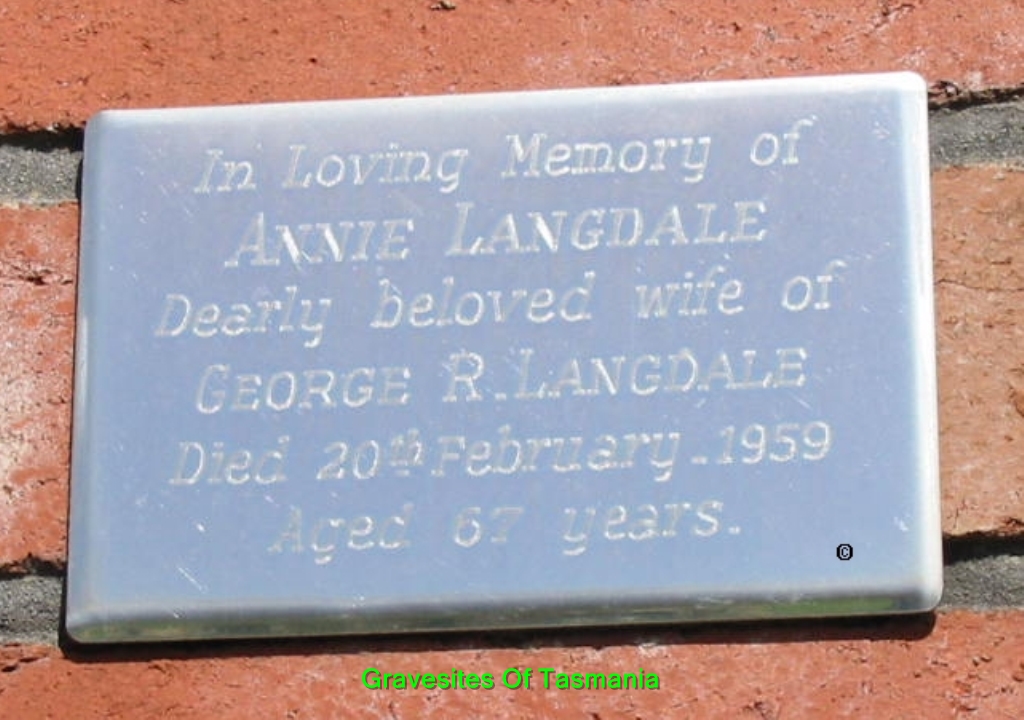 In Loving Memory of
ANNIE LANGDALE
Dearly beloved wife of
GEORGE R. LANGDALE
Died 20th February.1959
Aged 67 years.
©
Gravesites Of Tasmania